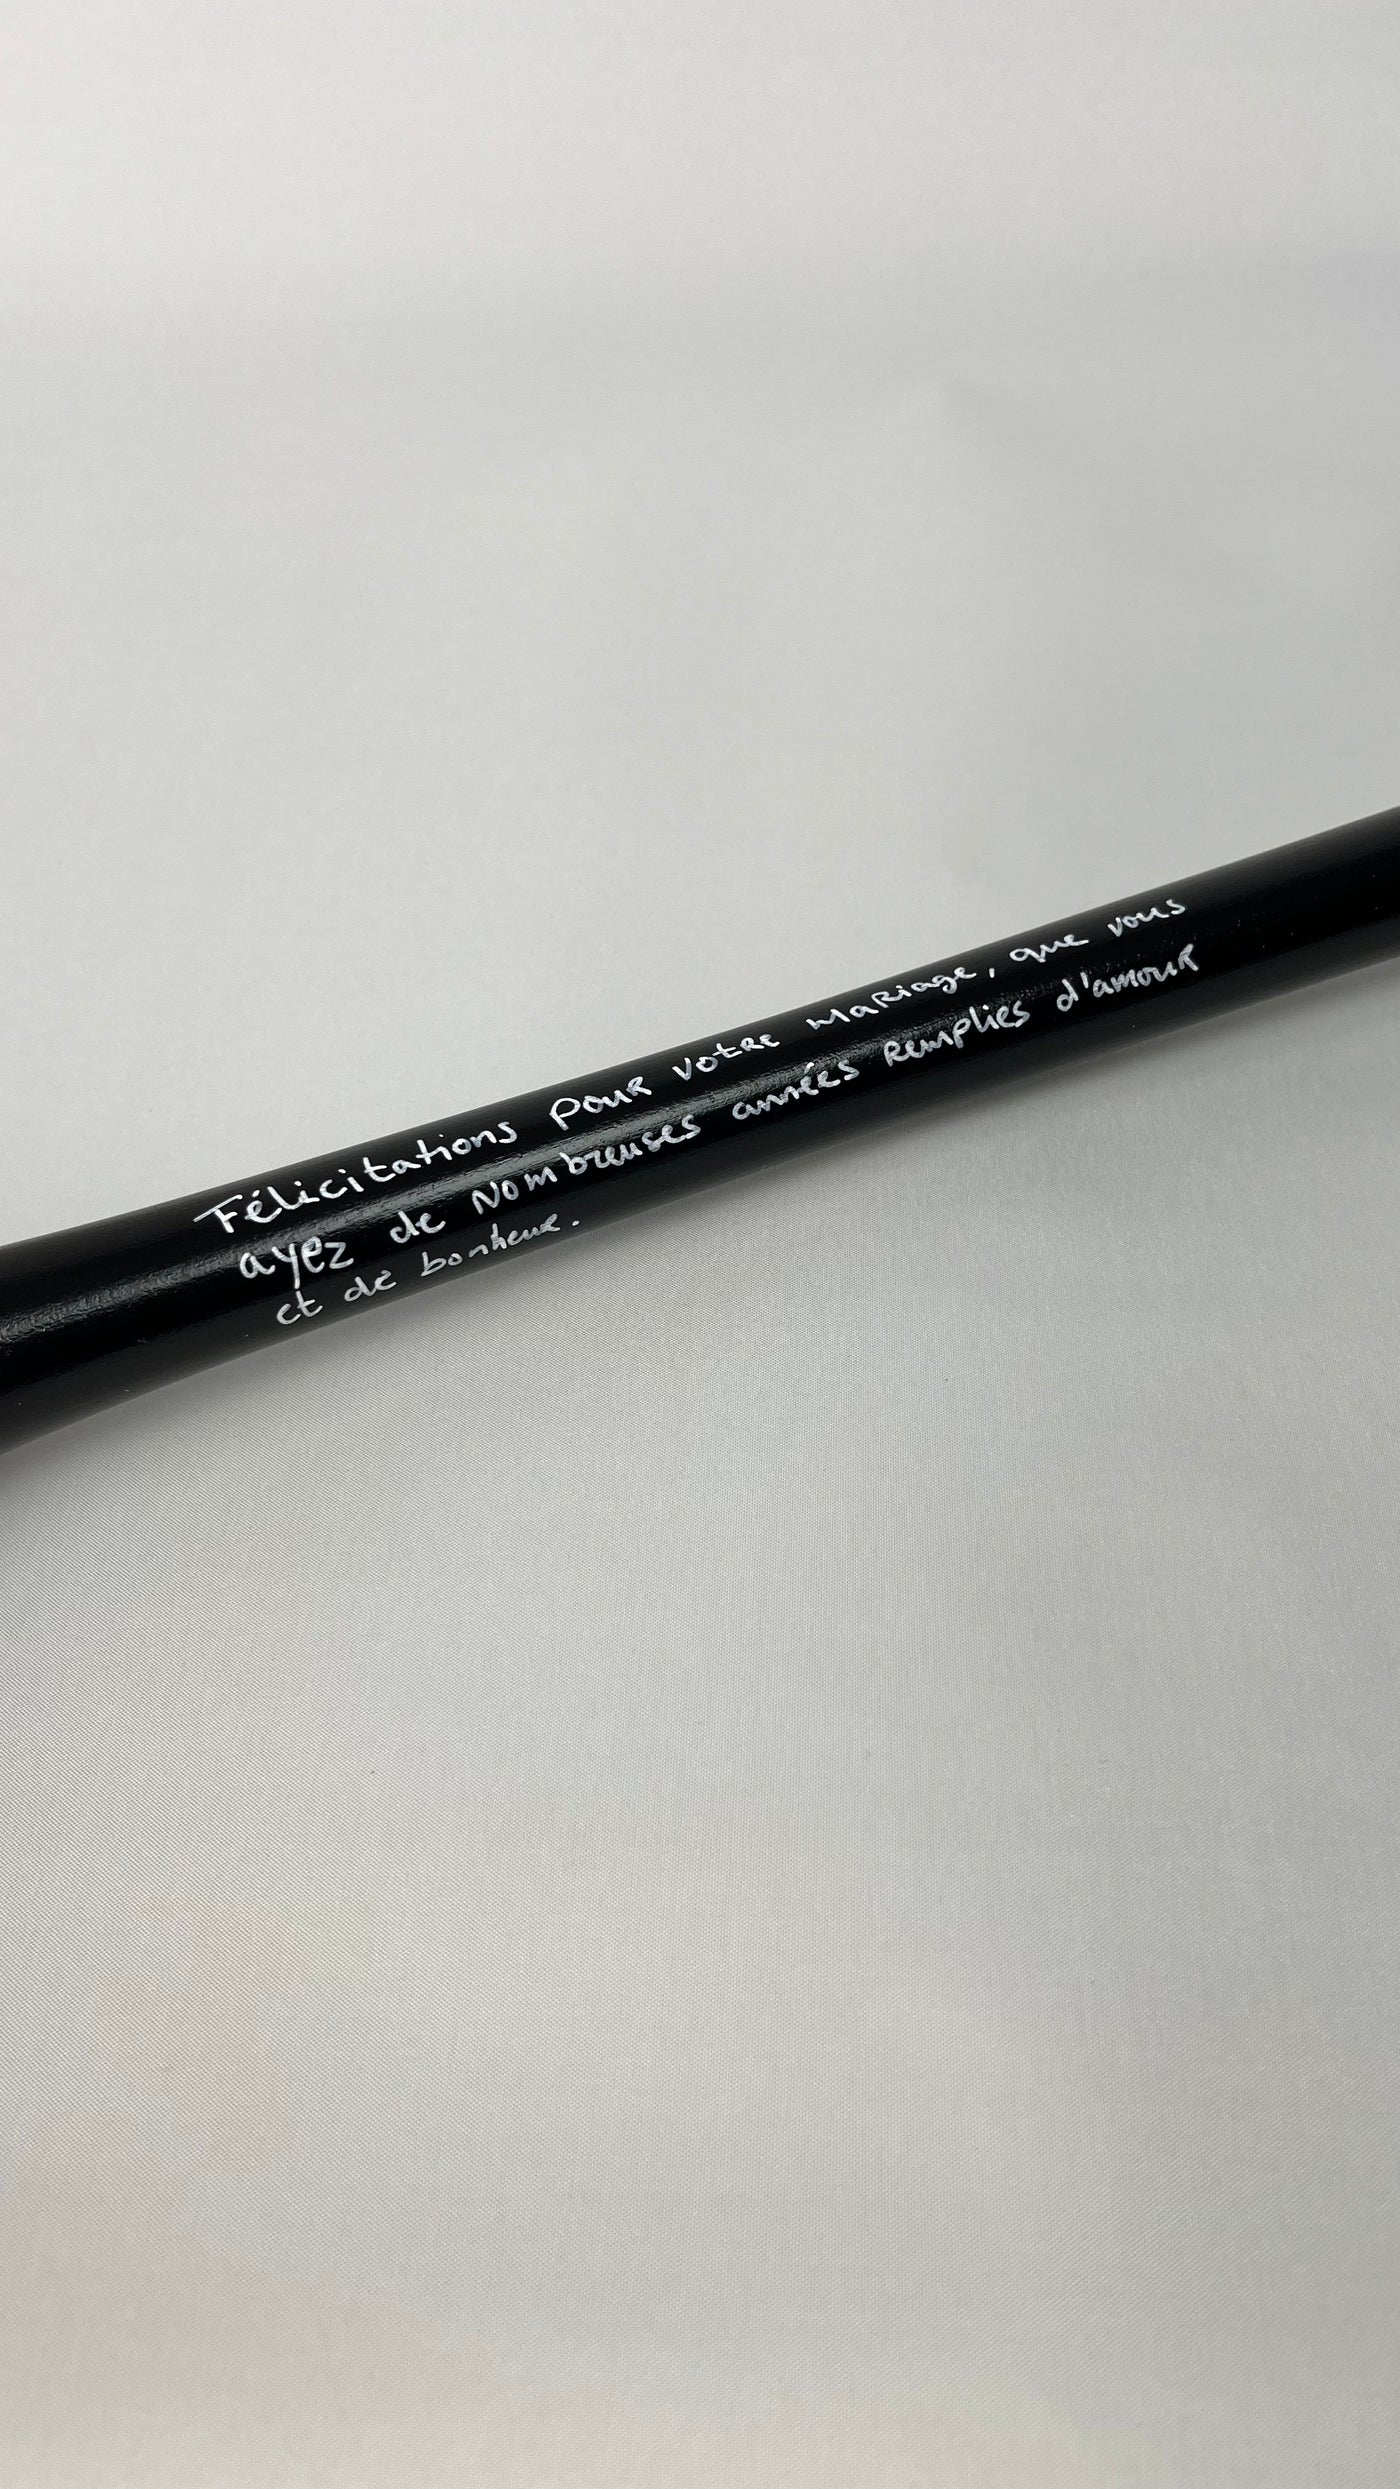 Félicitations pour votre mariage, que vous
ayez de nombreuses années remplies d'amour
et de bonheur.